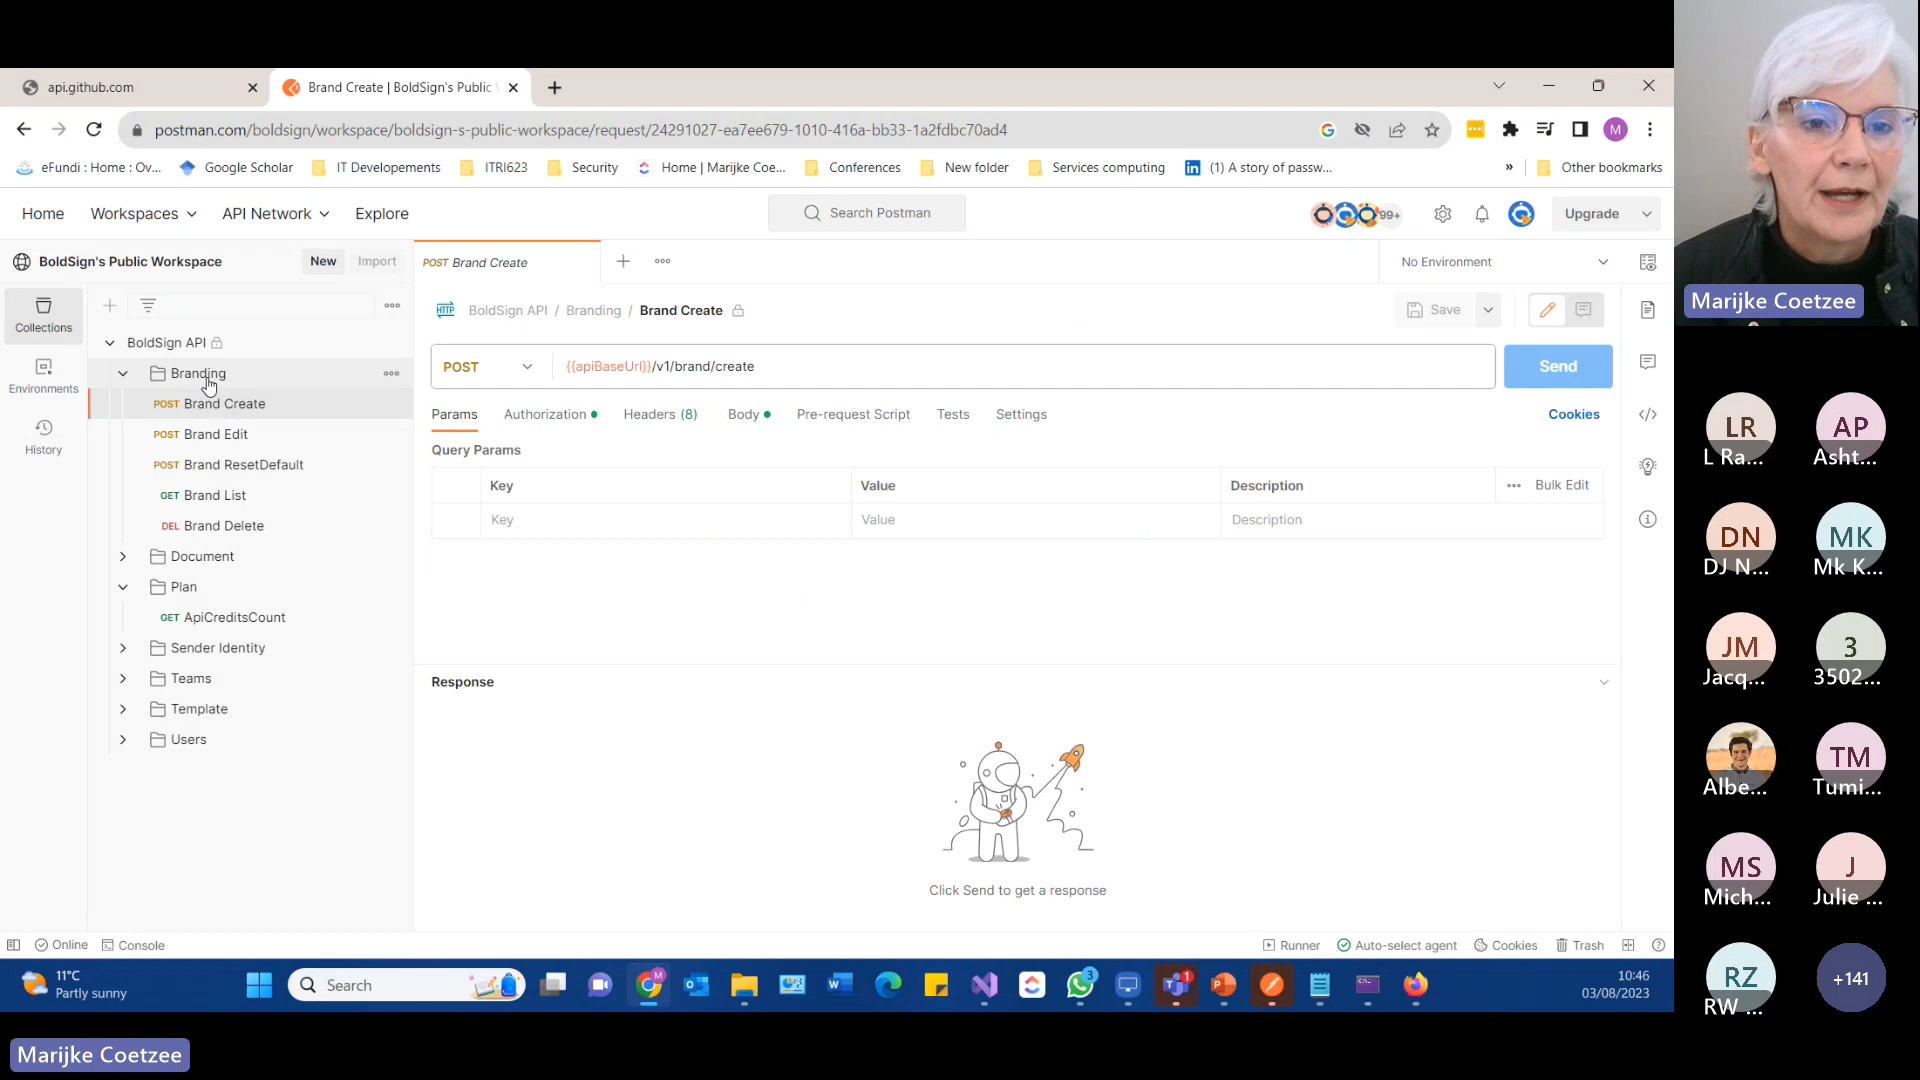 api.github.com
Brand Create | BoldSign's Public
postman.com/boldsign/workspace/boldsign-s-public-workspace/request/24291027-ea7ee679-1010-416a-bb33-1a2fdbc70ad4
M
eFundi : Home : Ov...
Google Scholar
IT Developements
ITRI623
Security
Home | Marijke Coe...
Conferences
New folder
Services computing
(1) A story of passw...
»
Other bookmarks
Home
Workspaces
API Network
Explore
Search Postman
99+
Upgrade
BoldSign's Public Workspace
New
Import
POST Brand Create
No Environment
Collections
Environments
History
BoldSign API
Branding
POST Brand Create
POST Brand Edit
POST Brand ResetDefault
GET Brand List
DEL Brand Delete
Document
Plan
GET ApiCreditsCount
Sender Identity
Teams
Template
Users
HTTP
BoldSign API / Branding / Brand Create
Save
POST
{{apiBaseUrl}}/v1/brand/create
Send
Params
Authorization
Headers (8)
Body
Pre-request Script
Tests
Settings
Cookies
Query Params
Key
Value
Description
Bulk Edit
Key
Value
Description
Response
Click Send to get a response
Online
Console
Runner
Auto-select agent
Cookies
Trash
11°C
Partly sunny
Search
M
3
1
10:46
03/08/2023
Marijke Coetzee
Marijke Coetzee
LR
L Ra...
AP
Asht...
DN
DJ N...
MK
Mk K...
JM
Jacq...
3
3502...
Albe...
TM
Tumi...
MS
Mich...
J
Julie ...
RZ
RW ...
+141